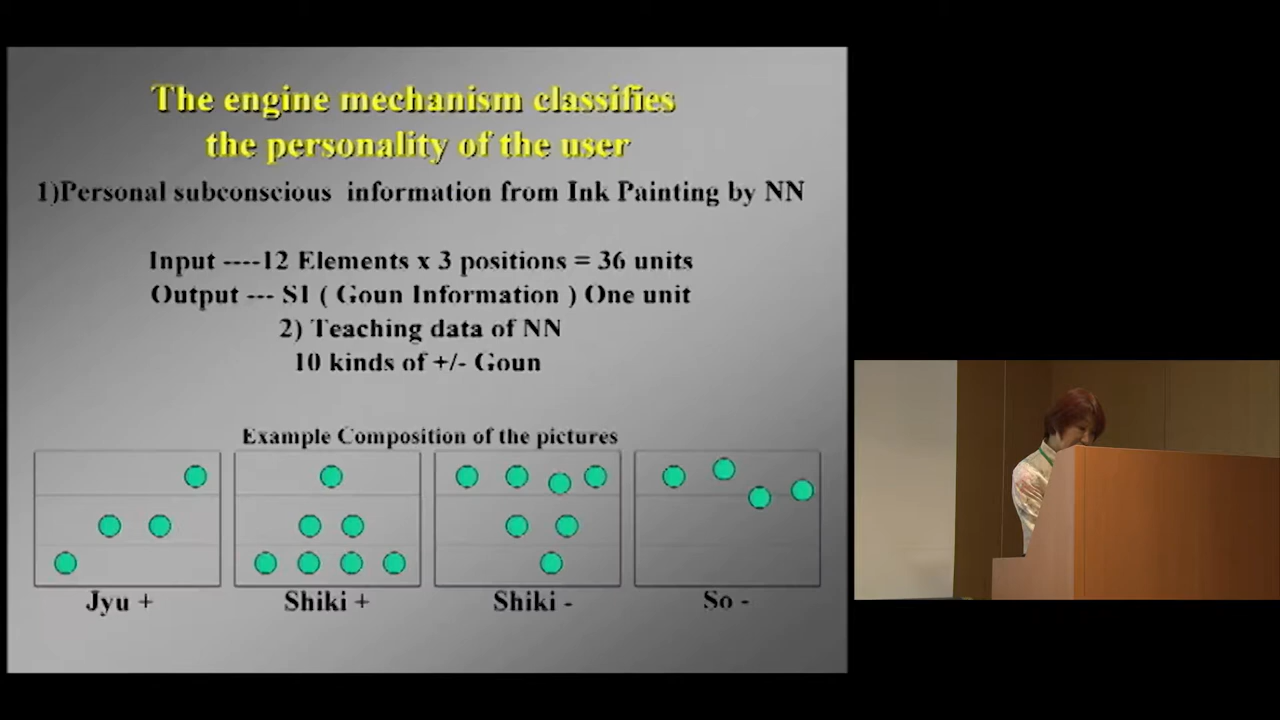 The engine mechanism classifies
the personality of the user
1)Personal subconscious information from Ink Painting by NN
Input ----12 Elements x 3 positions = 36 units
Output --- S1 ( Goun Information ) One unit
2) Teaching data of NN
10 kinds of +/- Goun
Example Composition of the pictures
Jyu +
Shiki +
Shiki -
So -